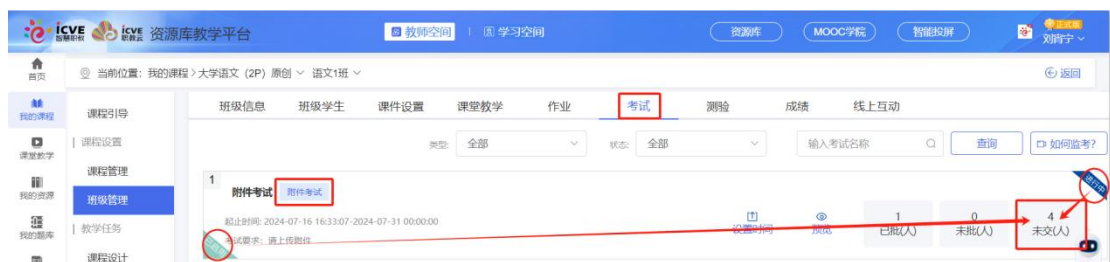 icve 智慧职教 icve 职教云 资源库教学平台 教师空间 学习空间 资源库 MOOC学院 智能投屏 正式版
刘尚宁
首页 当前位置: 我的课程 > 大学语文 (2P) 原创 语文1班 返回
我的课程 课程引导 班级信息 班级学生 课件设置 课堂教学 作业 考试 测验 成绩 线上互动
课堂教学 课程设置 类型: 全部 状态: 全部 输入考试名称 查询 如何监考?
我的资源 课程管理
班级管理 1 附件考试 附件考试 进行中
我的题库 教学任务 起止时间: 2024-07-16 16:33:07-2024-07-31 00:00:00 设置时间 预览 1 已批(人) 0 未批(人) 4 未交(人)
考试要求: 请上传附件
课程设计